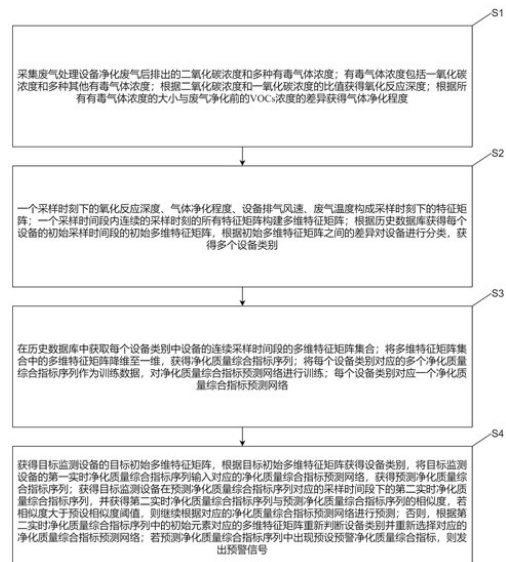 S1
采集废气处理设备净化废气后排出的二氧化碳浓度和多种有毒气体浓度；有毒气体浓度包括一氧化碳
浓度和多种其他有毒气体浓度；根据二氧化碳浓度和一氧化碳浓度的比值获得氧化反应深度；根据所
有有毒气体浓度的大小与废气净化前的VOCs浓度的差异获得气体净化程度
S2
一个采样时刻下的氧化反应深度、气体净化程度、设备排气风速、废气温度构成采样时刻下的特征矩
阵；一个采样时间段内连续的采样时刻的所有特征矩阵构建多维特征矩阵；根据历史数据库获得每个
设备的初始采样时间段的初始多维特征矩阵，根据初始多维特征矩阵之间的差异对设备进行分类，获
得多个设备类别
S3
在历史数据库中获取每个设备类别中设备的连续采样时间段的多维特征矩阵集合；将多维特征矩阵集
合中的多维特征矩阵降维至一维，获得净化质量综合指标序列；将每个设备类别对应的多个净化质量
综合指标序列作为训练数据，对净化质量综合指标预测网络进行训练；每个设备类别对应一个净化质
量综合指标预测网络
S4
获得目标监测设备的目标初始多维特征矩阵，根据目标初始多维特征矩阵获得设备类别，将目标监测
设备的第一实时净化质量综合指标序列输入对应的净化质量综合指标预测网络，获得预测净化质量综
合指标序列；获得目标监测设备在预测净化质量综合指标序列对应的采样时间段下的第二实时净化质
量综合指标序列，并获得第二实时净化质量综合指标序列与预测净化质量综合指标序列的相似度，若
相似度大于预设相似度阈值，则继续根据对应的净化质量综合指标预测网络进行预测；否则，根据第
二实时净化质量综合指标序列中的初始元素对应的多维特征矩阵重新判断设备类别并重新选择对应的
净化质量综合指标预测网络；若预测净化质量综合指标序列中出现预设预警净化质量综合指标，则发
出预警信号